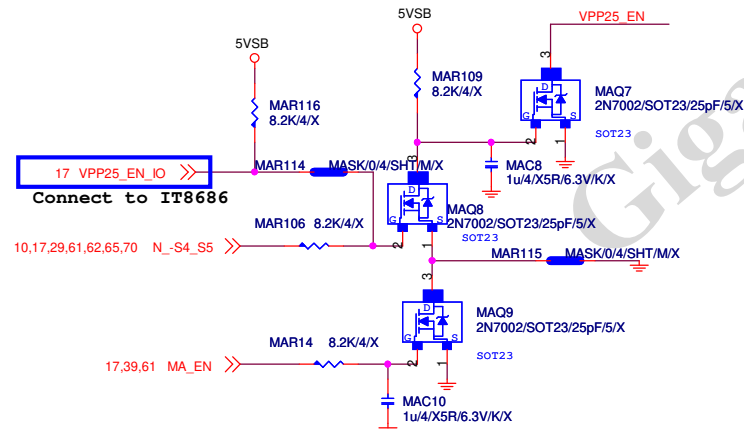 VPP25_EN
5VSB
5VSB
3
MAR109
8.2K/4/X
MAR116
8.2K/4/X
D
G
S
MAQ7
2N7002/SOT23/25pF/5/X
SOT23
2
1
3
17 VPP25_EN_IO
MAR114
MASK/0/4/SHT/M/X
MAC8
1u/4/X5R/6.3V/K/X
Connect to IT8686
D
G
S
MAQ8
2N7002/SOT23/25pF/5/X
SOT23
MAR106 8.2K/4/X
10,17,29,61,62,65,70 N_-S4_S5
2
1
MAR115
MASK/0/4/SHT/M/X
3
D
G
S
MAQ9
2N7002/SOT23/25pF/5/X
SOT23
MAR14 8.2K/4/X
17,39,61 MA_EN
2
1
MAC10
1u/4/X5R/6.3V/K/X
Giga